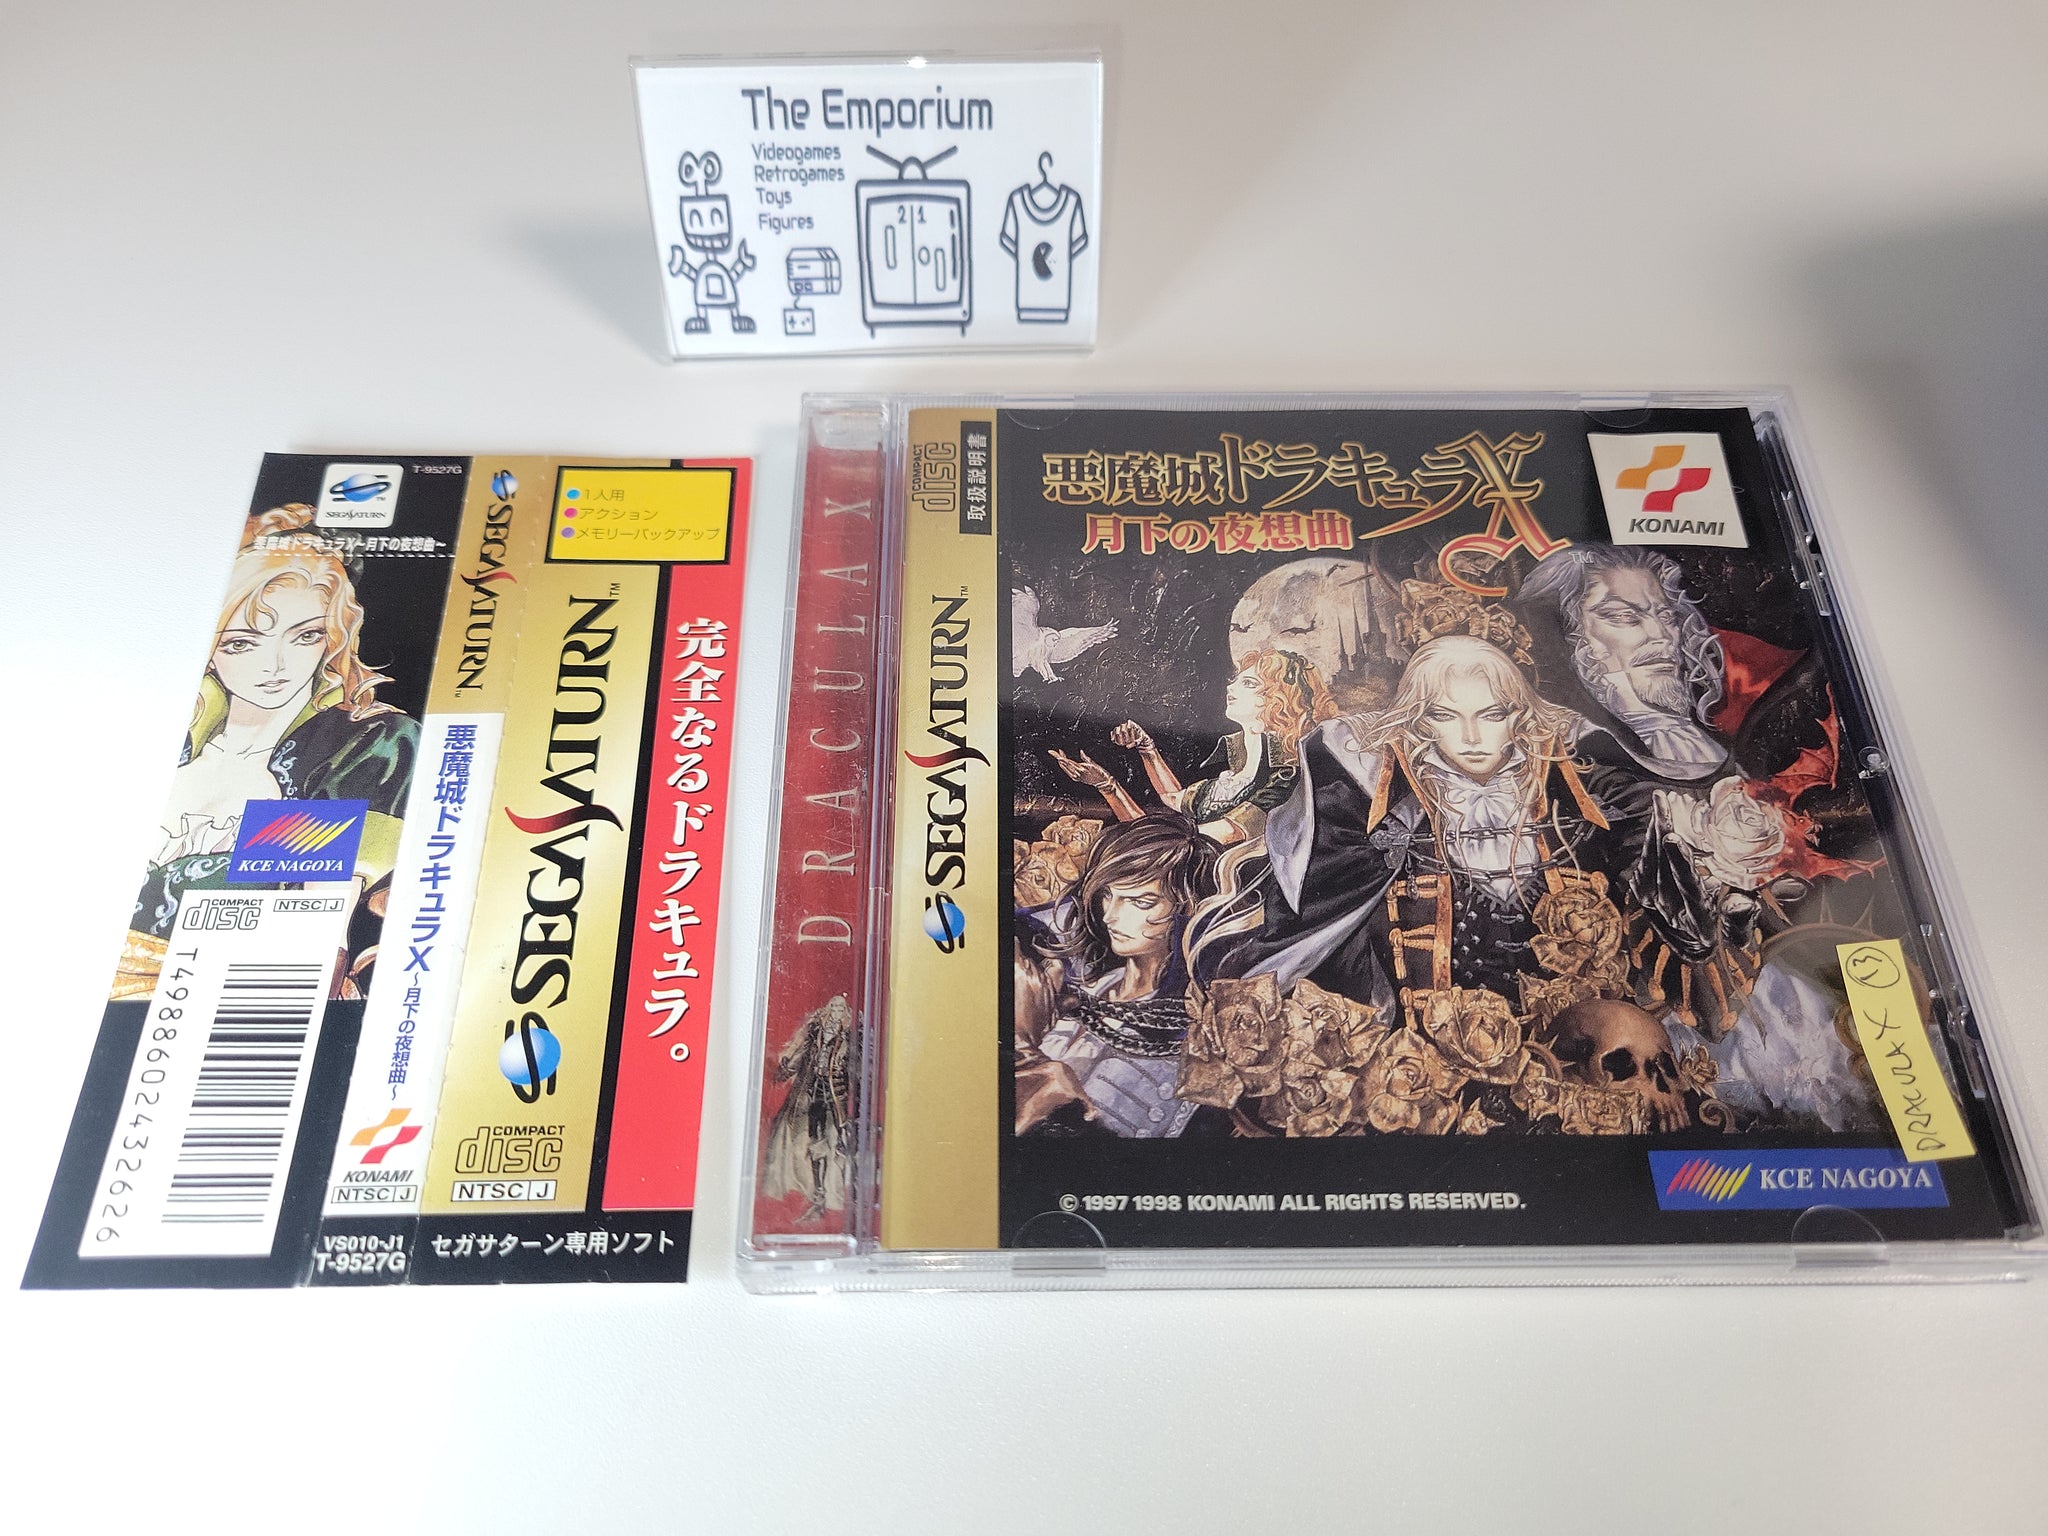 The Emporium
Videogames
Retrogames
Toys
Figures
21
T-9527G
SEGA SATURN
悪魔城ドラキュラX〜月下の夜想曲〜
KCE NAGOYA
COMPACT
disc
NTSC J
T4988602432626
SEGA SATURN™
悪魔城ドラキュラX〜月下の夜想曲〜
KONAMI
NTSC J
VS010-J1
T-9527G
1人用
アクション
メモリーバックアップ
SEGA SATURN™
COMPACT
disc
NTSC J
セガサターン専用ソフト
完全なるドラキュラ。
DRACULA X
COMPACT
disc
取扱説明書
SEGA SATURN™
悪魔城ドラキュラX
月下の夜想曲
TM
KONAMI
DRACULA X 13
© 1997 1998 KONAMI ALL RIGHTS RESERVED.
KCE NAGOYA